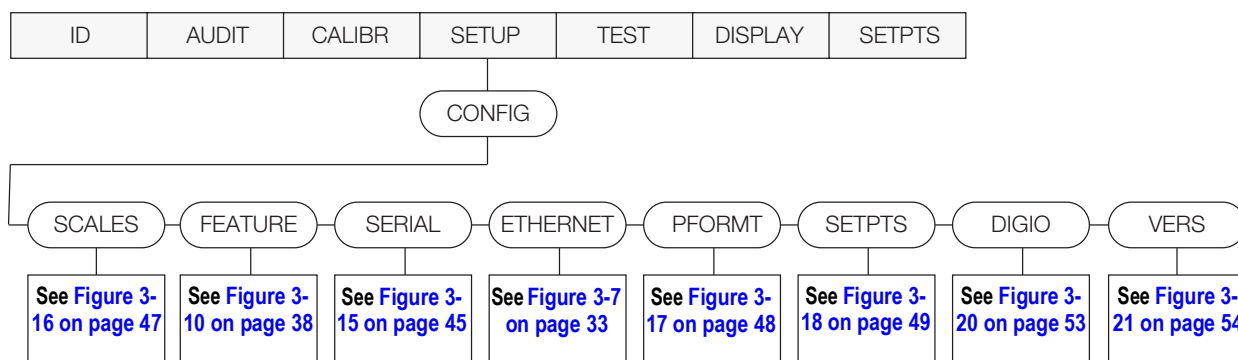 ID AUDIT CALIBR SETUP TEST DISPLAY SETPTS
CONFIG
SCALES FEATURE SERIAL ETHERNET PFORMT SETPTS DIGIO VERS
See Figure 3-
16 on page 47
See Figure 3-
10 on page 38
See Figure 3-
15 on page 45
See Figure 3-7
on page 33
See Figure 3-
17 on page 48
See Figure 3-
18 on page 49
See Figure 3-
20 on page 53
See Figure 3-
21 on page 54